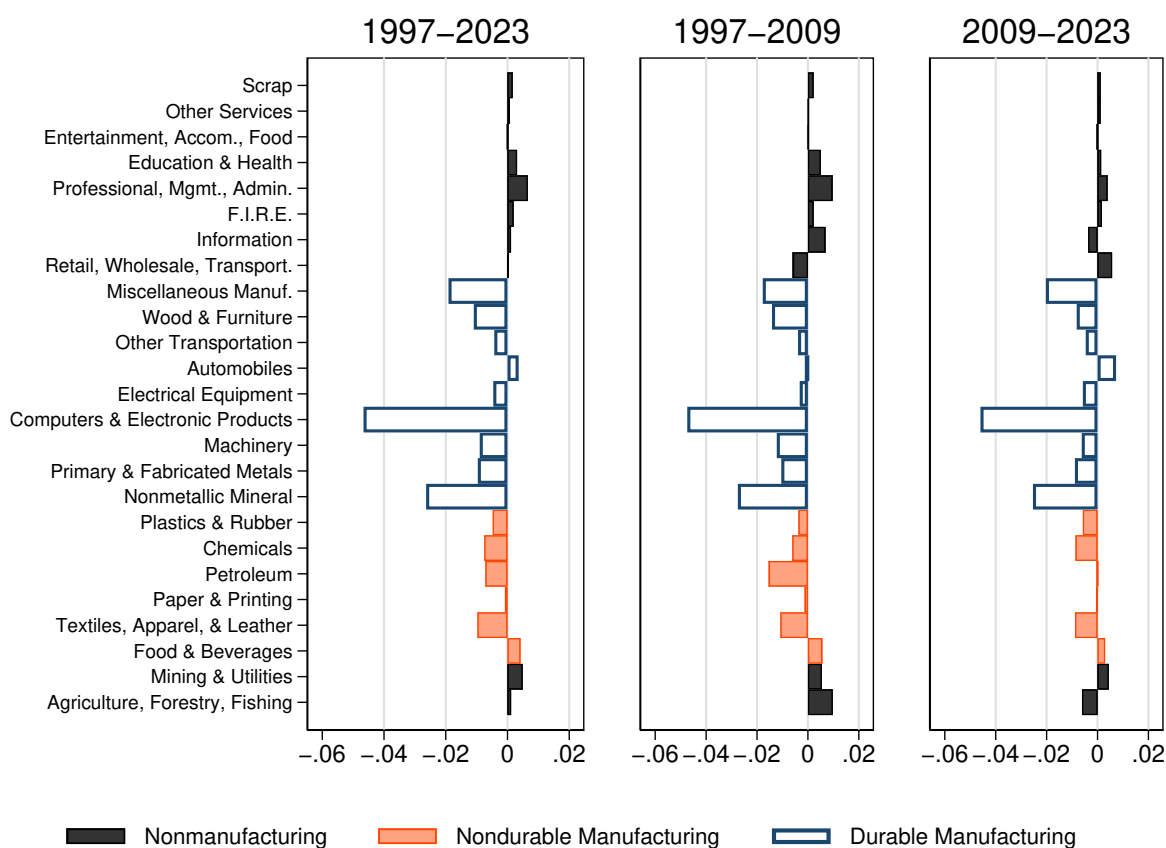 1997−2023 1997−2009 2009−2023
Scrap
Other Services
Entertainment, Accom., Food
Education & Health
Professional, Mgmt., Admin.
F.I.R.E.
Information
Retail, Wholesale, Transport.
Miscellaneous Manuf.
Wood & Furniture
Other Transportation
Automobiles
Electrical Equipment
Computers & Electronic Products
Machinery
Primary & Fabricated Metals
Nonmetallic Mineral
Plastics & Rubber
Chemicals
Petroleum
Paper & Printing
Textiles, Apparel, & Leather
Food & Beverages
Mining & Utilities
Agriculture, Forestry, Fishing
−.06 −.04 −.02 0 .02 −.06 −.04 −.02 0 .02 −.06 −.04 −.02 0 .02
Nonmanufacturing Nondurable Manufacturing Durable Manufacturing